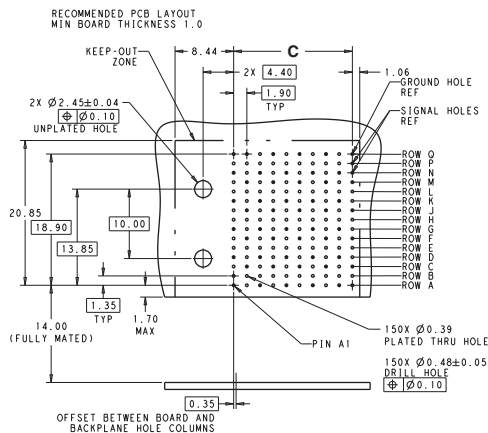 RECOMMENDED PCB LAYOUT
MIN BOARD THICKNESS 1.0
8.44
C
KEEP-OUT
ZONE
2X 4.40
1.06
1.90
TYP
GROUND HOLE
REF
2X Ø2.45±0.04
⌖ Ø0.10
UNPLATED HOLE
SIGNAL HOLES
REF
ROW Q
ROW P
ROW N
ROW M
ROW L
ROW K
ROW J
ROW H
ROW G
ROW F
ROW E
ROW D
ROW C
ROW B
ROW A
20.85
18.90
13.85
10.00
1.35
TYP
1.70
MAX
14.00
(FULLY MATED)
PIN A1
150X Ø0.39
PLATED THRU HOLE
150X Ø0.48±0.05
DRILL HOLE
⌖ Ø0.10
0.35
OFFSET BETWEEN BOARD AND
BACKPLANE HOLE COLUMNS